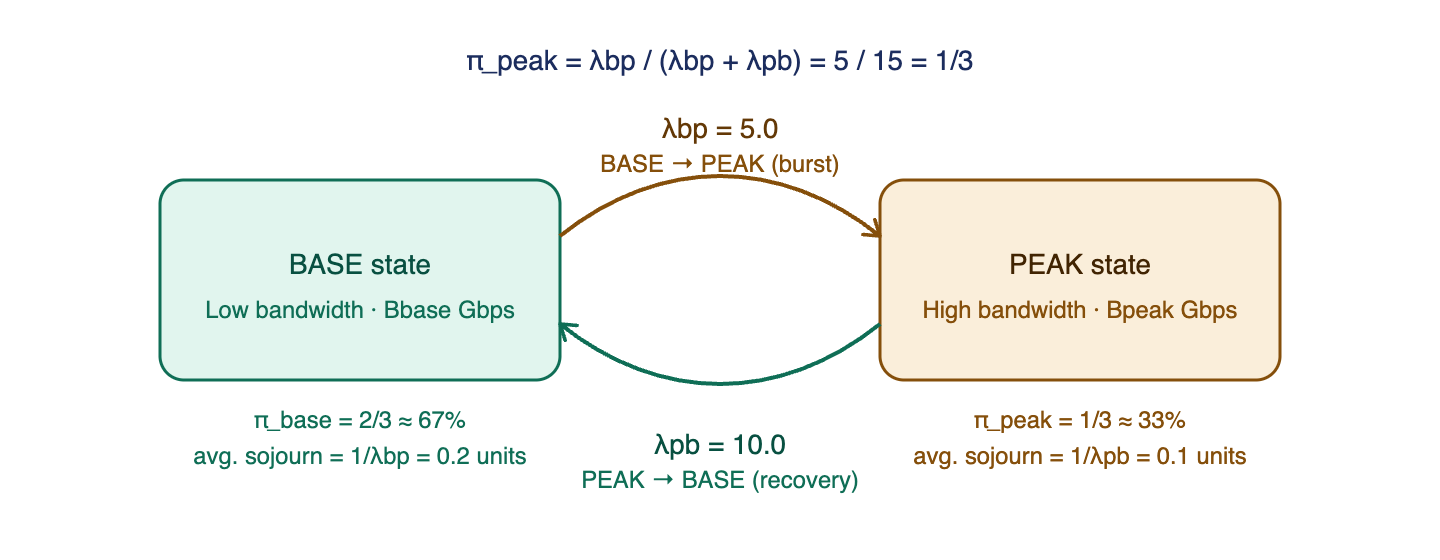 π_peak = λbp / (λbp + λpb) = 5 / 15 = 1/3
λbp = 5.0
BASE → PEAK (burst)
BASE state
Low bandwidth · Bbase Gbps
PEAK state
High bandwidth · Bpeak Gbps
π_base = 2/3 ≈ 67%
avg. sojourn = 1/λbp = 0.2 units
λpb = 10.0
PEAK → BASE (recovery)
π_peak = 1/3 ≈ 33%
avg. sojourn = 1/λpb = 0.1 units